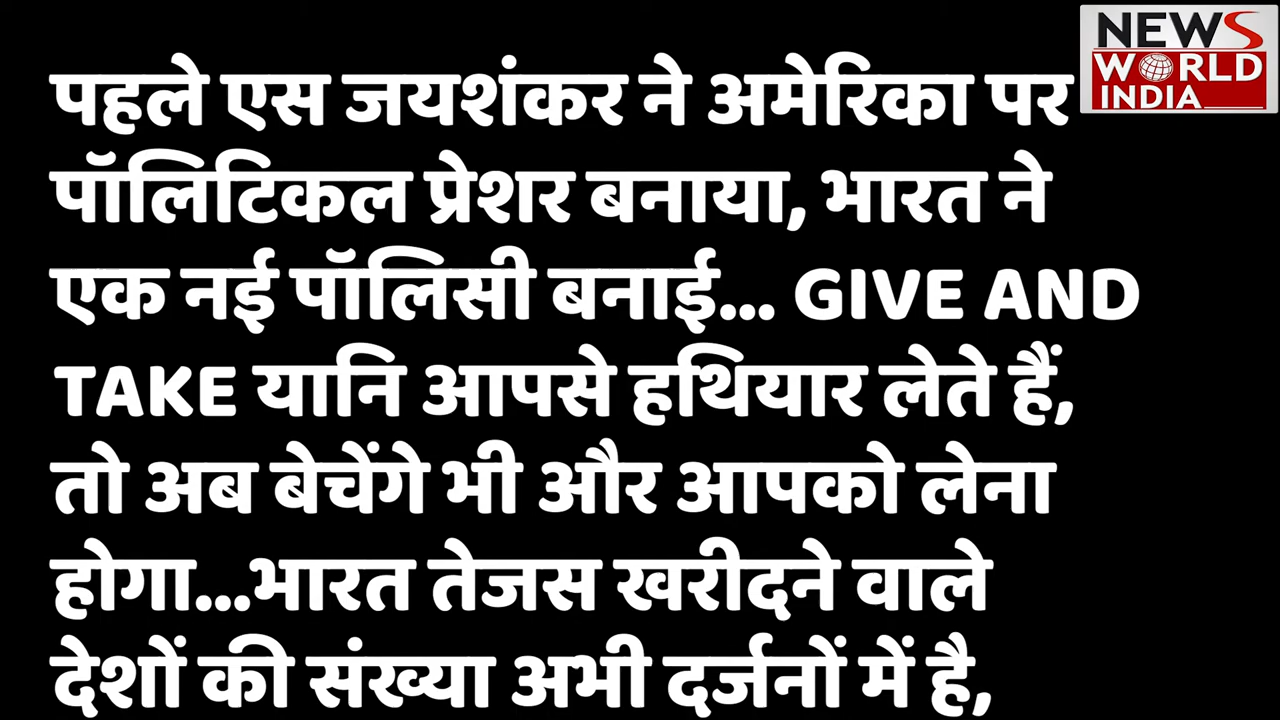 NEWS
WORLD
INDIA
पहले एस जयशंकर ने अमेरिका पर
पॉलिटिकल प्रेशर बनाया, भारत ने
एक नई पॉलिसी बनाई... GIVE AND
TAKE यानि आपसे हथियार लेते हैं,
तो अब बेचेंगे भी और आपको लेना
होगा...भारत तेजस खरीदने वाले
देशों की संख्या अभी दर्जनों में है,